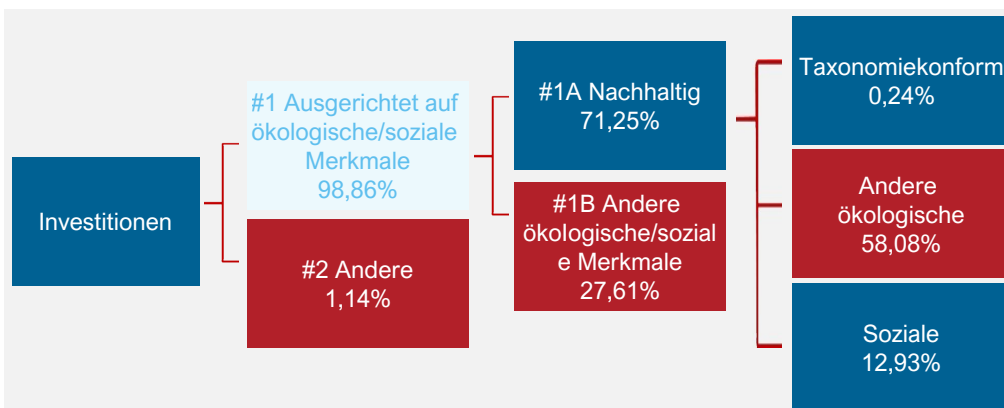 Investitionen
#1 Ausgerichtet auf
ökologische/soziale
Merkmale
98,86%
#2 Andere
1,14%
#1A Nachhaltig
71,25%
#1B Andere
ökologische/sozial
e Merkmale
27,61%
Taxonomiekonform
0,24%
Andere
ökologische
58,08%
Soziale
12,93%